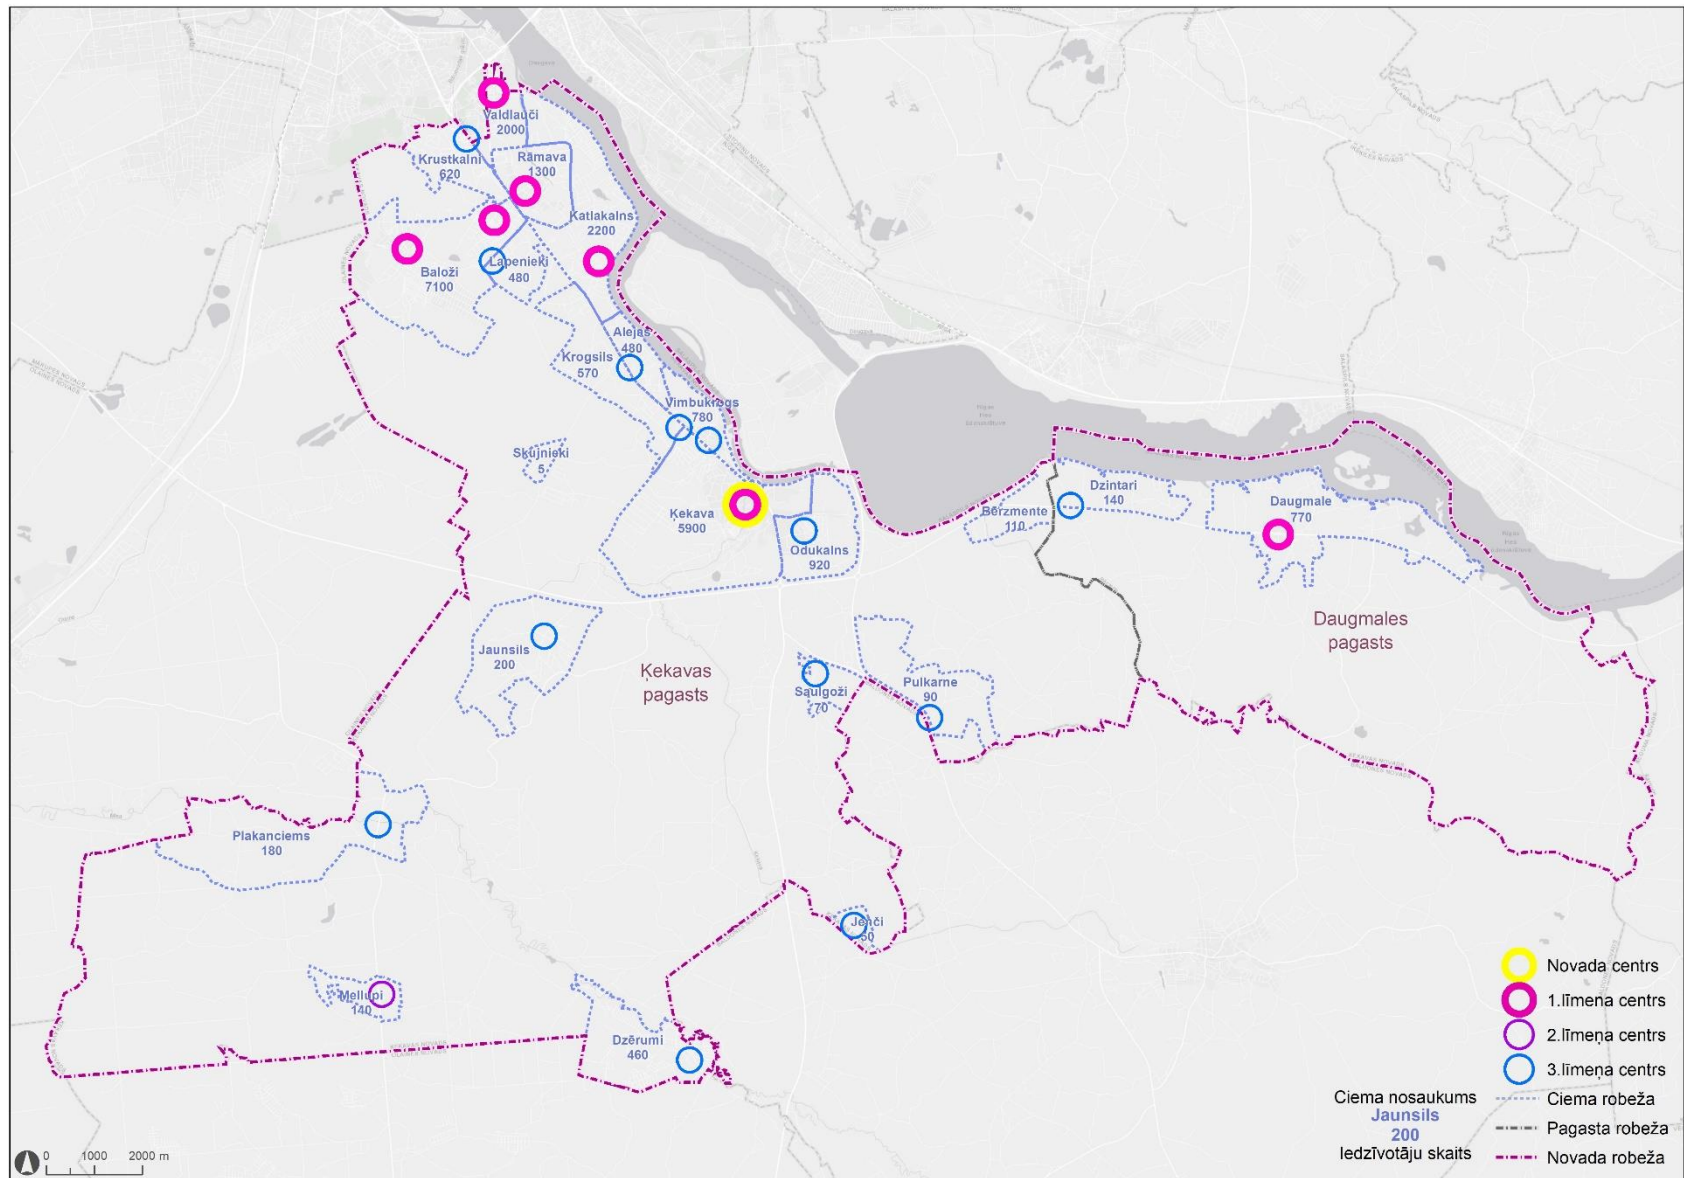 Valdlauči
2000
Krustkalni
620
Rāmava
1300
Katlakalns
2200
Lapenieki
480
Baloži
7100
Alejas
480
Krogsils
570
Vimbukrogs
780
Skujnieki
5
Ķekava
5900
Odukalns
920
Bērzmente
110
Dzintari
140
Daugmale
770
Daugmales
pagasts
Jaunsils
200
Ķekavas
pagasts
Saulgoži
70
Pulkarne
90
Plakanciems
180
Jenči
50
Mellupi
140
Dzērumi
460
Novada centrs
1.līmeņa centrs
2.līmeņa centrs
3.līmeņa centrs
Ciema robeža
Pagasta robeža
Novada robeža
Ciema nosaukums
Jaunsils
200
Iedzīvotāju skaits
0 1000 2000 m